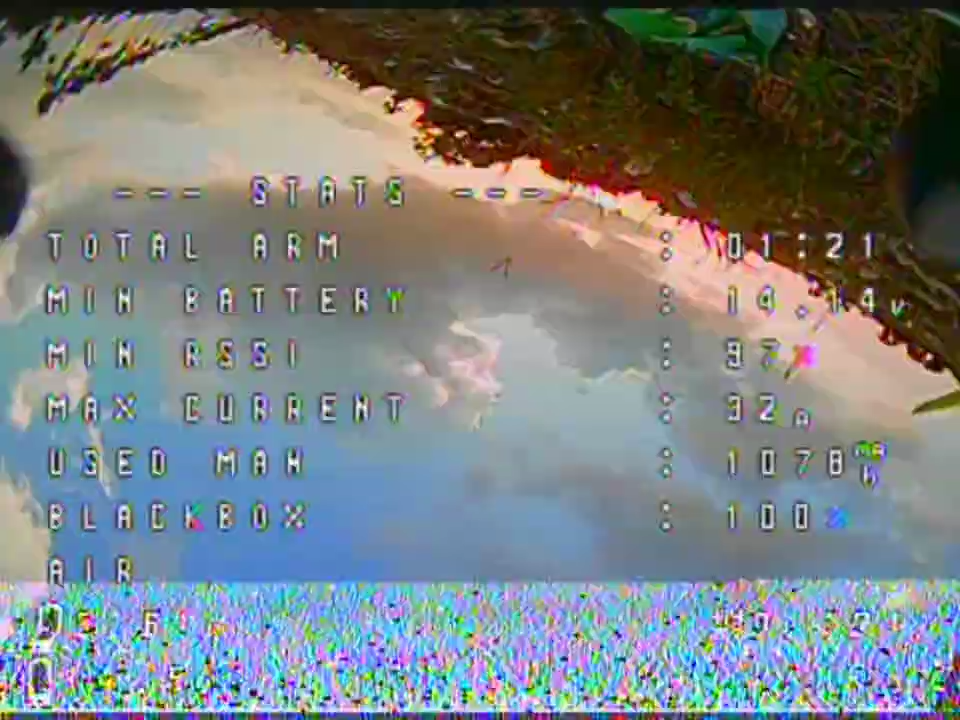 --- STATS ---
TOTAL ARM : 01:21
MIN BATTERY : 14.14V
MIN RSSI : 97%
MAX CURRENT : 32A
USED MAH : 1078mAh
BLACKBOX : 100%
AIR